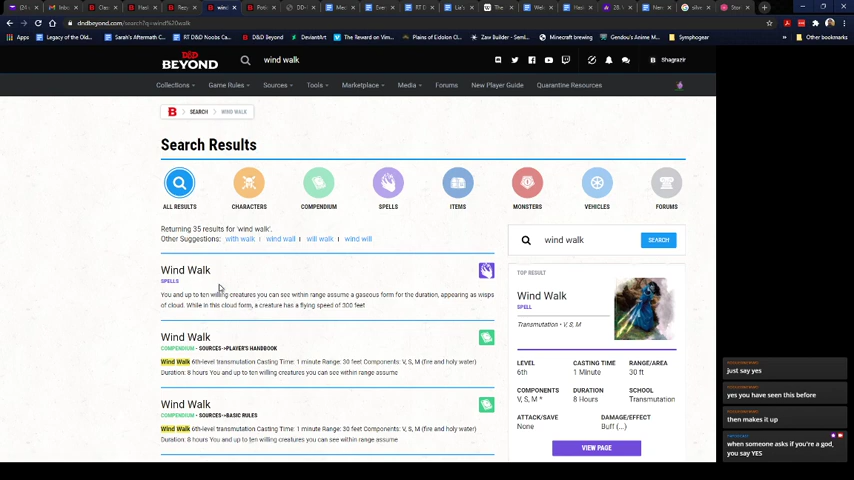 Inbo
dndbeyond.com/search?q=wind%20walk
Apps
Legacy of the Old...
Sarah's Aftermath C...
RT D&D Noobs Ca...
D&D Beyond
DeviantArt
The Reward on Vim...
Plains of Eidolon Cl...
Zaw Builder - Semli...
Minecraft brewing
Gendou's Anime M...
Symphogear
Other bookmarks
D&D
BEYOND
wind walk
Shagrazir
Collections
Game Rules
Sources
Tools
Marketplace
Media
Forums
New Player Guide
Quarantine Resources
B
SEARCH
WIND WALK
Search Results
ALL RESULTS
CHARACTERS
COMPENDIUM
SPELLS
ITEMS
MONSTERS
VEHICLES
FORUMS
Returning 35 results for 'wind walk'.
Other Suggestions: with walk | wind wall | will walk | wind will
Wind Walk
SPELLS
You and up to ten willing creatures you can see within range assume a gaseous form for the duration, appearing as wisps
of cloud. While in this cloud form, a creature has a flying speed of 300 feet
Wind Walk
COMPENDIUM - SOURCES->PLAYER'S HANDBOOK
Wind Walk 6th-level transmutation Casting Time: 1 minute Range: 30 feet Components: V, S, M (fire and holy water)
Duration: 8 hours You and up to ten willing creatures you can see within range assume
Wind Walk
COMPENDIUM - SOURCES->BASIC RULES
Wind Walk 6th-level transmutation Casting Time: 1 minute Range: 30 feet Components: V, S, M (fire and holy water)
Duration: 8 hours You and up to ten willing creatures you can see within range assume
wind walk
SEARCH
TOP RESULT
Wind Walk
SPELL
Transmutation • V, S, M
LEVEL
6th
CASTING TIME
1 Minute
RANGE/AREA
30 ft
COMPONENTS
V, S, M *
DURATION
8 Hours
SCHOOL
Transmutation
ATTACK/SAVE
None
DAMAGE/EFFECT
Buff (...)
VIEW PAGE
just say yes
yes you have seen this before
then makes it up
when someone asks if you're a god,
you say YES